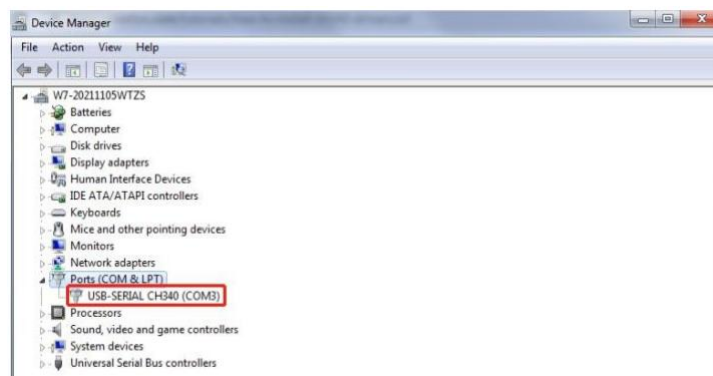 Device Manager
File Action View Help
W7-20211105WTZS
Batteries
Computer
Disk drives
Display adapters
Human Interface Devices
IDE ATA/ATAPI controllers
Keyboards
Mice and other pointing devices
Monitors
Network adapters
Ports (COM & LPT)
USB-SERIAL CH340 (COM3)
Processors
Sound, video and game controllers
System devices
Universal Serial Bus controllers